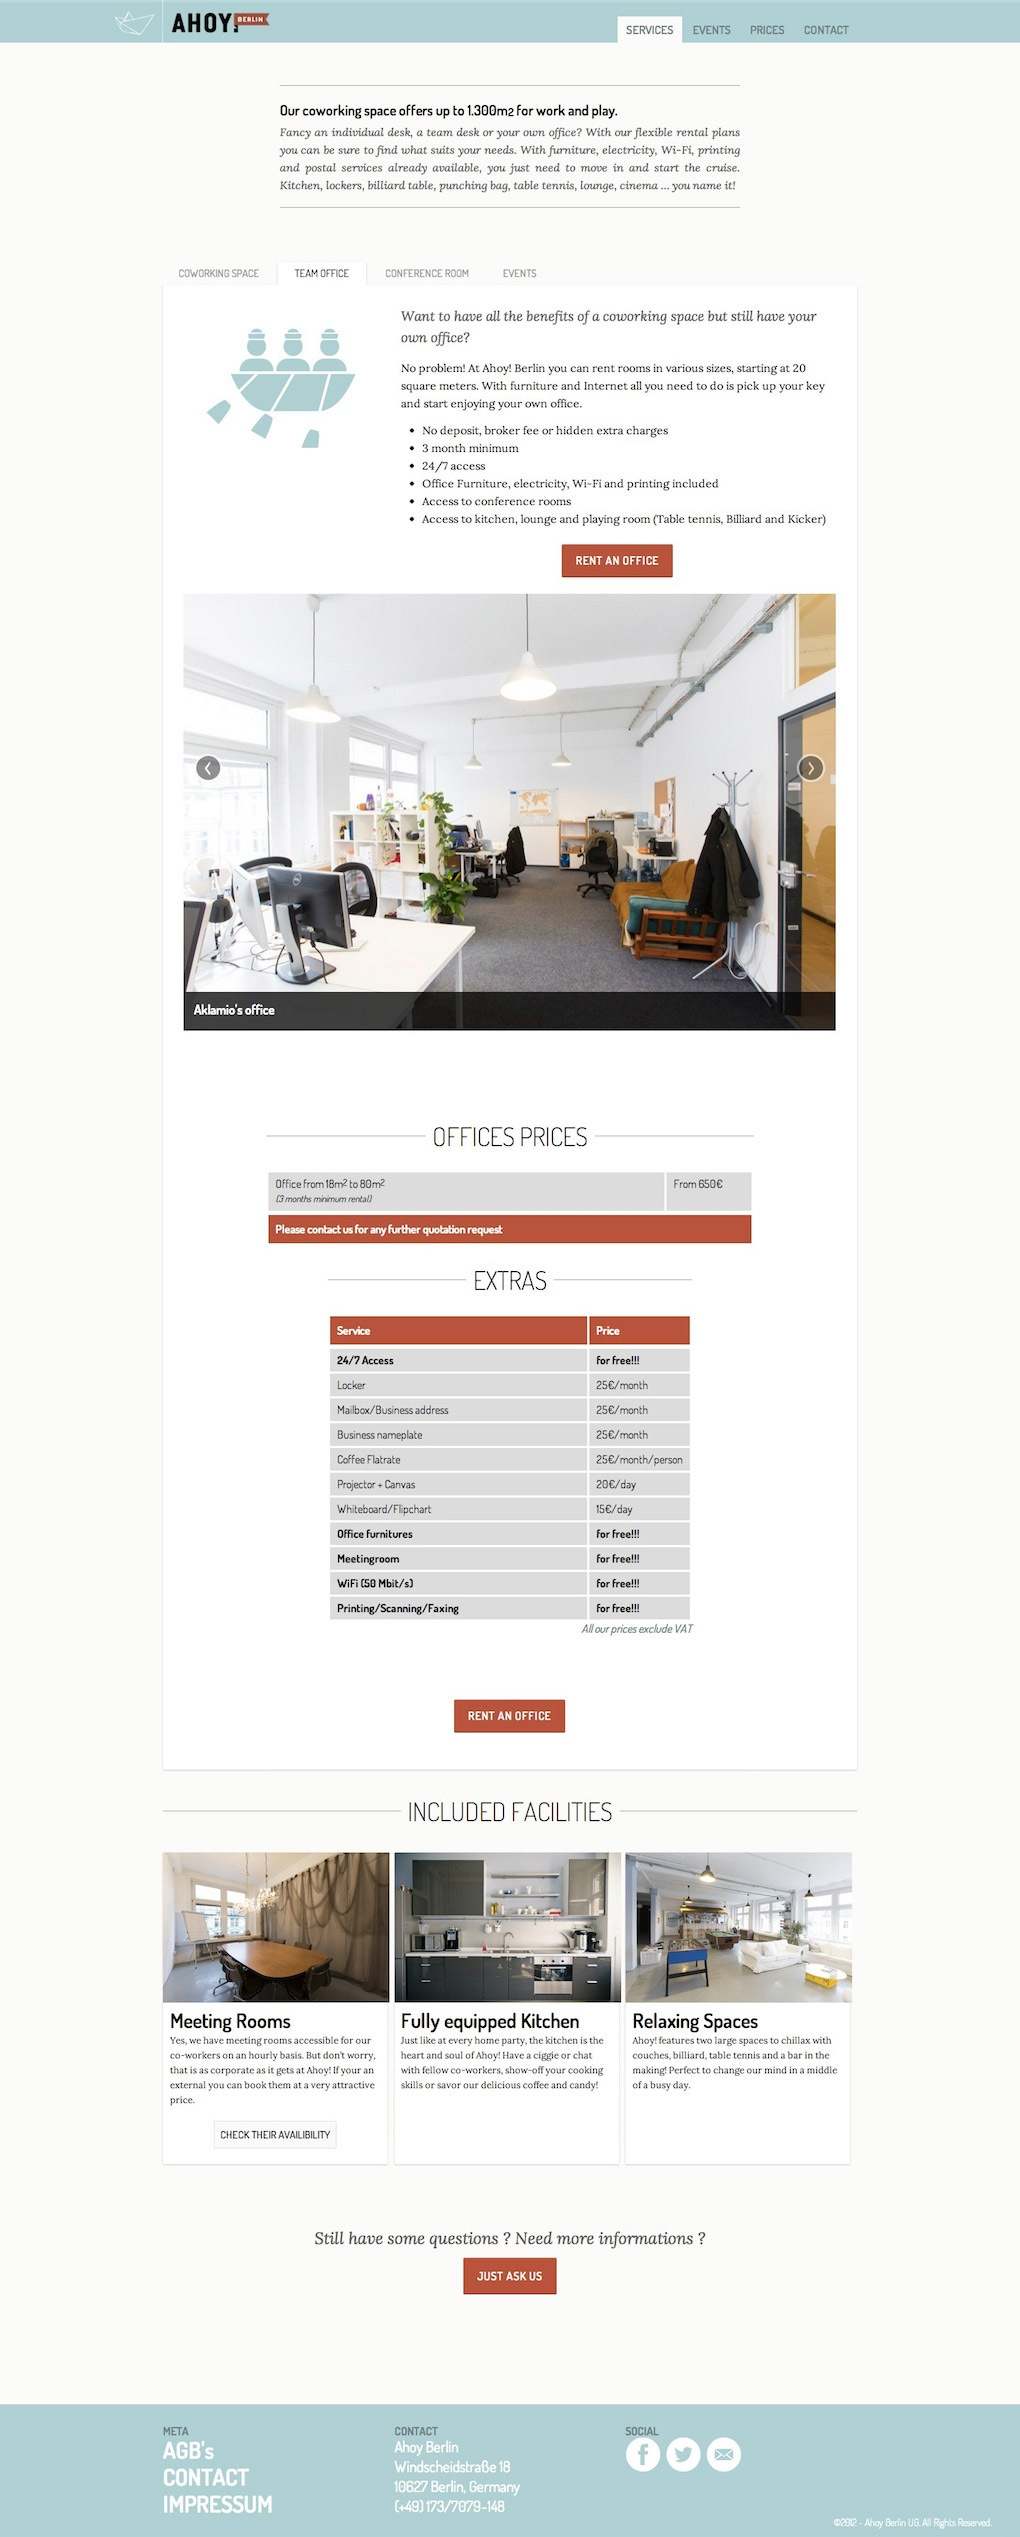 AHOY! BERLIN
SERVICES
EVENTS
PRICES
CONTACT
Our coworking space offers up to 1.300m2 for work and play.
Fancy an individual desk, a team desk or your own office? With our flexible rental plans
you can be sure to find what suits your needs. With furniture, electricity, Wi-Fi, printing
and postal services already available, you just need to move in and start the cruise.
Kitchen, lockers, billiard table, punching bag, table tennis, lounge, cinema ... you name it!
COWORKING SPACE
TEAM OFFICE
CONFERENCE ROOM
EVENTS
Want to have all the benefits of a coworking space but still have your
own office?
No problem! At Ahoy! Berlin you can rent rooms in various sizes, starting at 20
square meters. With furniture and Internet all you need to do is pick up your key
and start enjoying your own office.
• No deposit, broker fee or hidden extra charges
• 3 month minimum
• 24/7 access
• Office Furniture, electricity, Wi-Fi and printing included
• Access to conference rooms
• Access to kitchen, lounge and playing room (Table tennis, Billiard and Kicker)
RENT AN OFFICE
Aklamio's office
OFFICES PRICES
Office from 18m² to 80m² From 650€
(3 months minimum rental)
Please contact us for any further quotation request
EXTRAS
Service Price
24/7 Access for free!!!
Locker 25€/month
Mailbox/Business address 25€/month
Business nameplate 25€/month
Coffee Flatrate 25€/month/person
Projector + Canvas 20€/day
Whiteboard/Flipchart 15€/day
Office furnitures for free!!!
Meetingroom for free!!!
WiFi (50 Mbit/s) for free!!!
Printing/Scanning/Faxing for free!!!
All our prices exclude VAT
RENT AN OFFICE
INCLUDED FACILITIES
Meeting Rooms
Yes, we have meeting rooms accessible for our
co-workers on an hourly basis. But don't worry,
that is as corporate as it gets at Ahoy! If your an
external you can book them at a very attractive
price.
CHECK THEIR AVAILIBILITY
Fully equipped Kitchen
Just like at every home party, the kitchen is the
heart and soul of Ahoy! Have a ciggie or chat
with fellow co-workers, show-off your cooking
skills or savor our delicious coffee and candy!
Relaxing Spaces
Ahoy! features two large spaces to chillax with
couches, billiard, table tennis and a bar in the
making! Perfect to change our mind in a middle
of a busy day.
Still have some questions ? Need more informations ?
JUST ASK US
META
AGB's
CONTACT
IMPRESSUM
CONTACT
Ahoy Berlin
Windscheidstraße 18
10627 Berlin, Germany
(+49) 173/7079-148
SOCIAL
©2012 - Ahoy Berlin UG. All Rights Reserved.